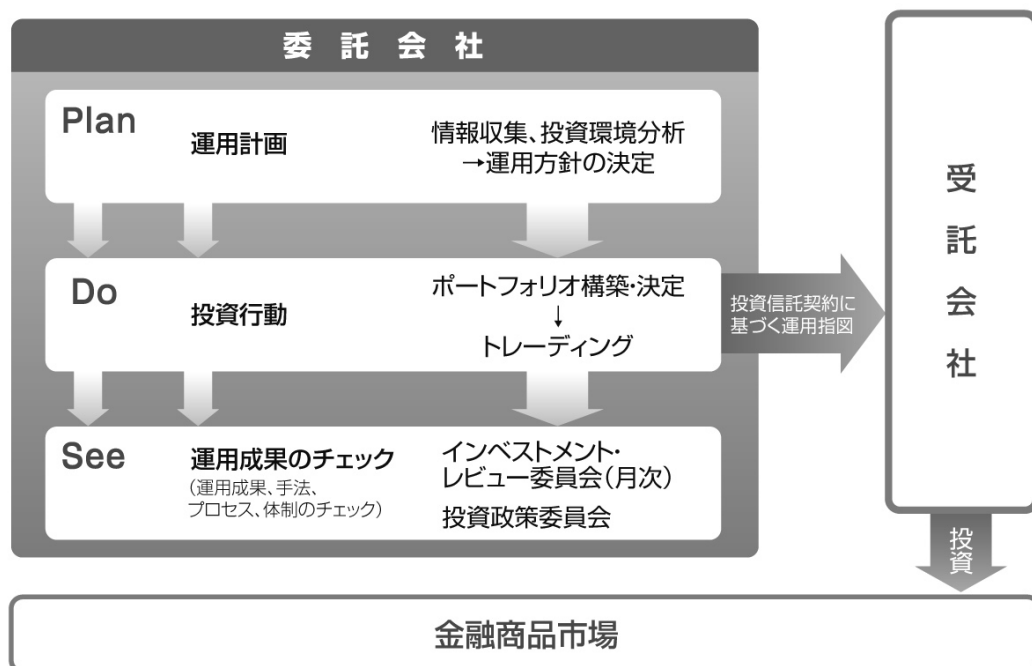 委託会社
Plan
運用計画
情報収集、投資環境分析
→運用方針の決定
Do
投資行動
ポートフォリオ構築・決定
↓
トレーディング
投資信託契約に
基づく運用指図
See
運用成果のチェック
（運用成果、手法、
プロセス、体制のチェック）
インベストメント・
レビュー委員会（月次）
投資政策委員会
受託会社
投資
金融商品市場